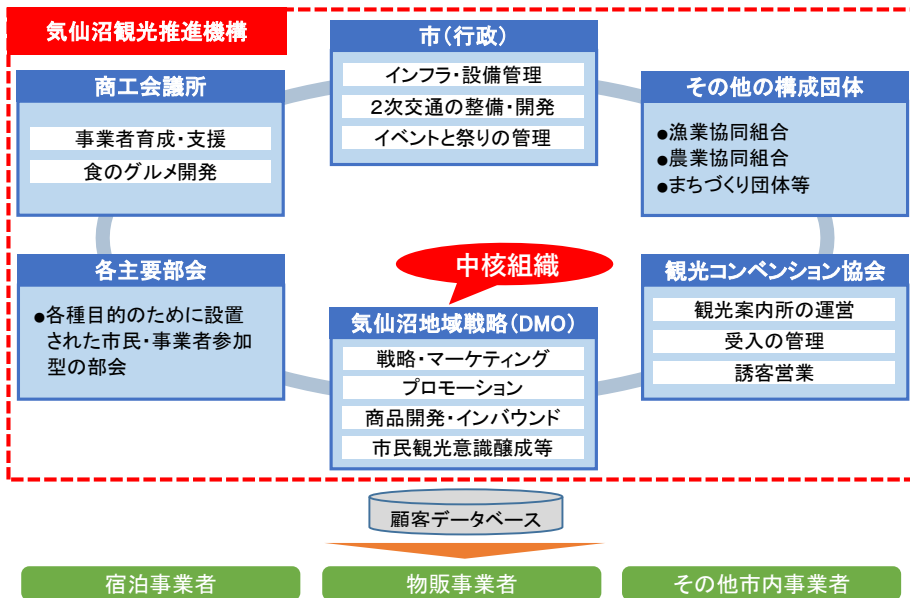 気仙沼観光推進機構
市(行政)
インフラ・設備管理
2次交通の整備・開発
イベントと祭りの管理
商工会議所
事業者育成・支援
食のグルメ開発
その他の構成団体
●漁業協同組合
●農業協同組合
●まちづくり団体等
各主要部会
●各種目的のために設置
された市民・事業者参加
型の部会
中核組織
気仙沼地域戦略(DMO)
戦略・マーケティング
プロモーション
商品開発・インバウンド
市民観光意識醸成等
観光コンベンション協会
観光案内所の運営
受入の管理
誘客営業
顧客データベース
宿泊事業者
物販事業者
その他市内事業者